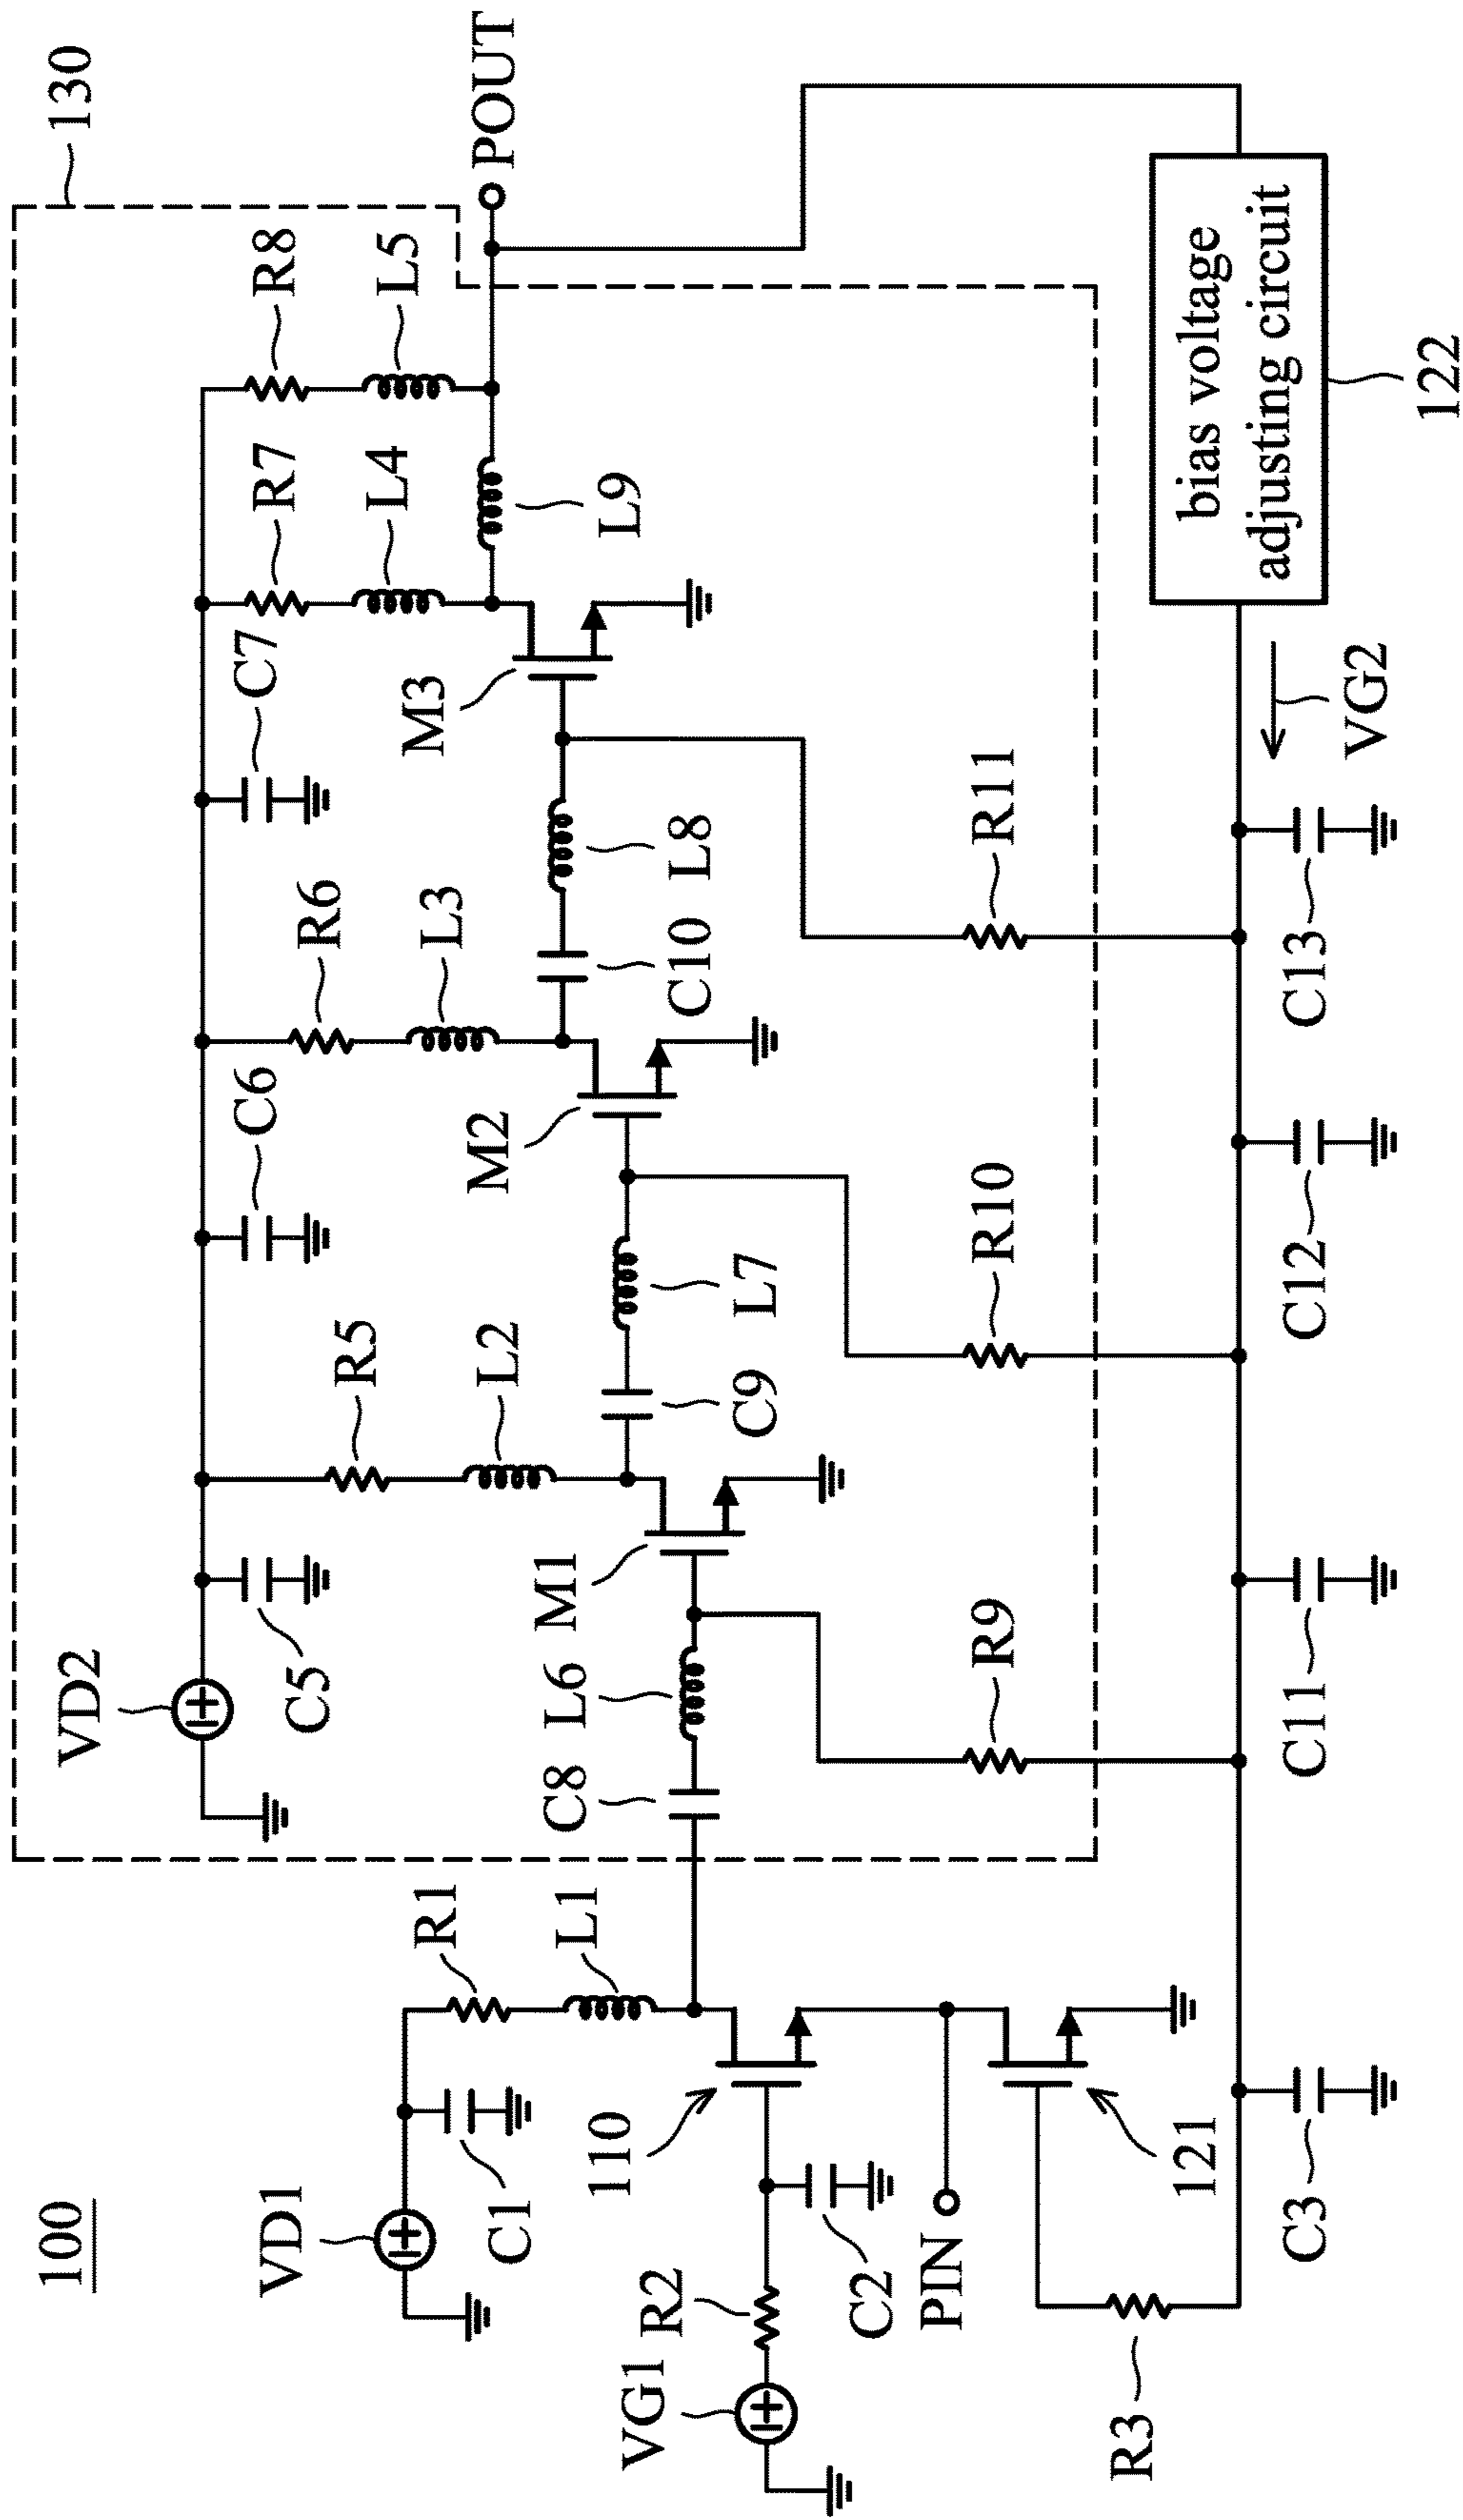 100
130
VD2
R5
C6
R6
C7
R7
R8
C5
L2
L3
L4
L5
POUT
VD1
R1
C1
L1
C8
L6
M1
C9
L7
M2
C10
L8
M3
L9
VG1
R2
110
C2
PIN
R9
R10
R11
R3
121
C3
C11
C12
C13
VG2
bias voltage
adjusting circuit
122